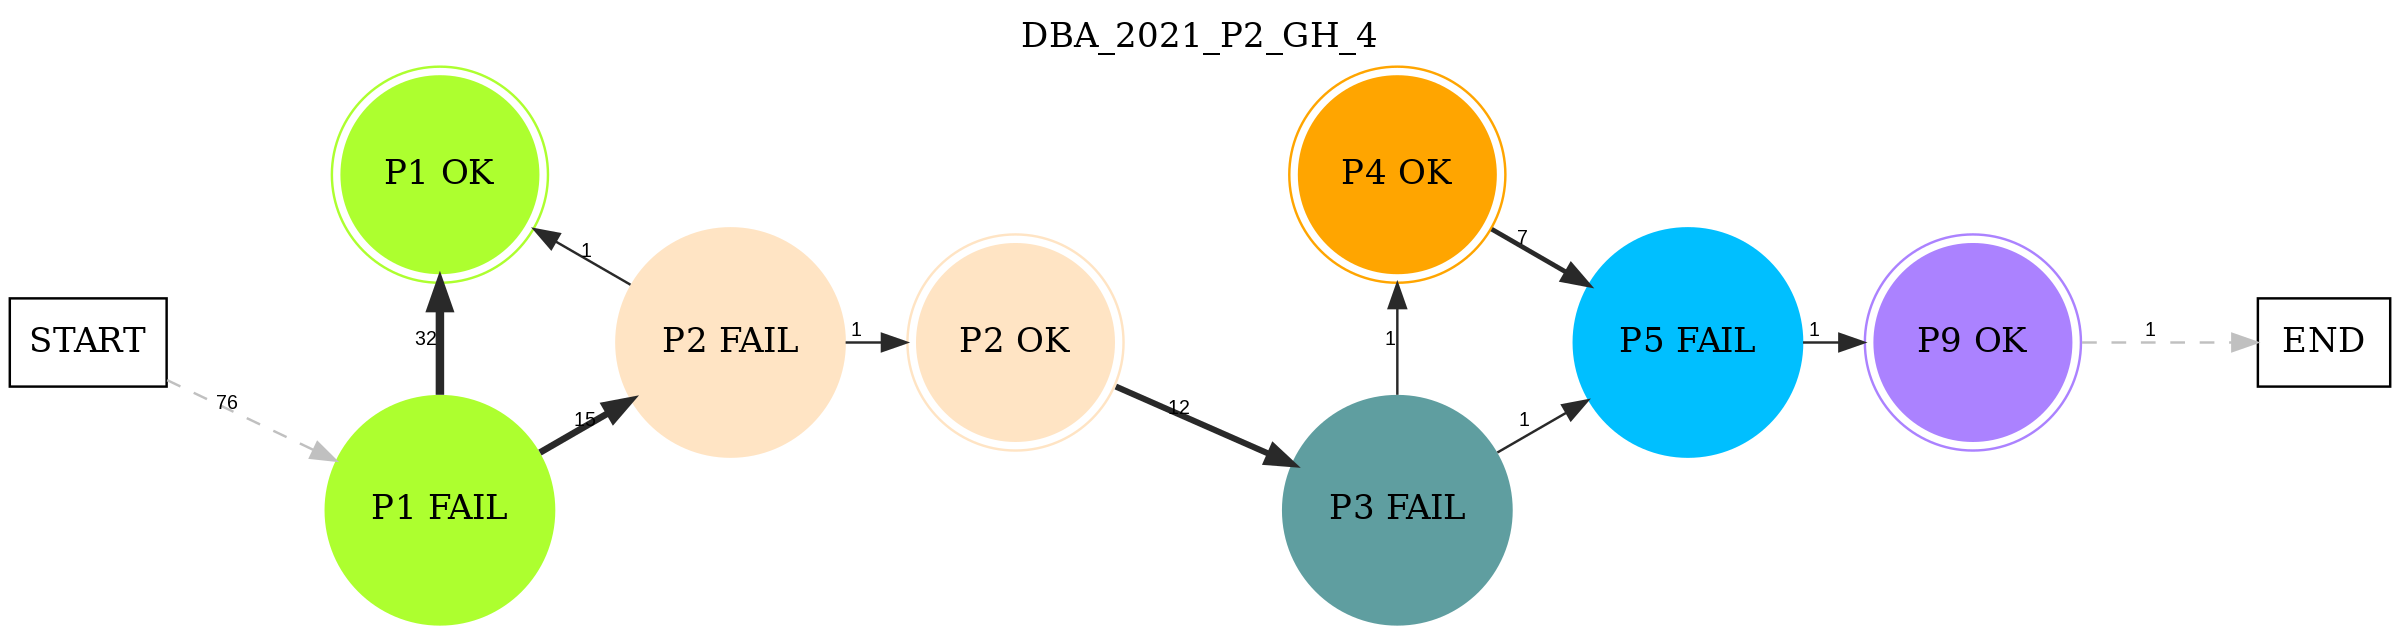 DBA_2021_P2_GH_4
P1 OK
P4 OK
7
1
1
P2 FAIL
1
P2 OK
P5 FAIL
1
P9 OK
1
START
END
32
1
76
12
15
1
P1 FAIL
P3 FAIL